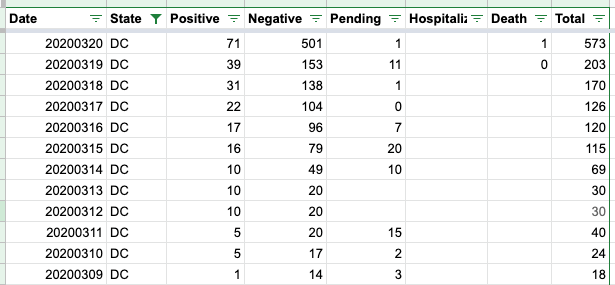 Date State Positive Negative Pending Hospitaliz Death Total
20200320 DC 71 501 1 1 573
20200319 DC 39 153 11 0 203
20200318 DC 31 138 1 170
20200317 DC 22 104 0 126
20200316 DC 17 96 7 120
20200315 DC 16 79 20 115
20200314 DC 10 49 10 69
20200313 DC 10 20 30
20200312 DC 10 20 30
20200311 DC 5 20 15 40
20200310 DC 5 17 2 24
20200309 DC 1 14 3 18